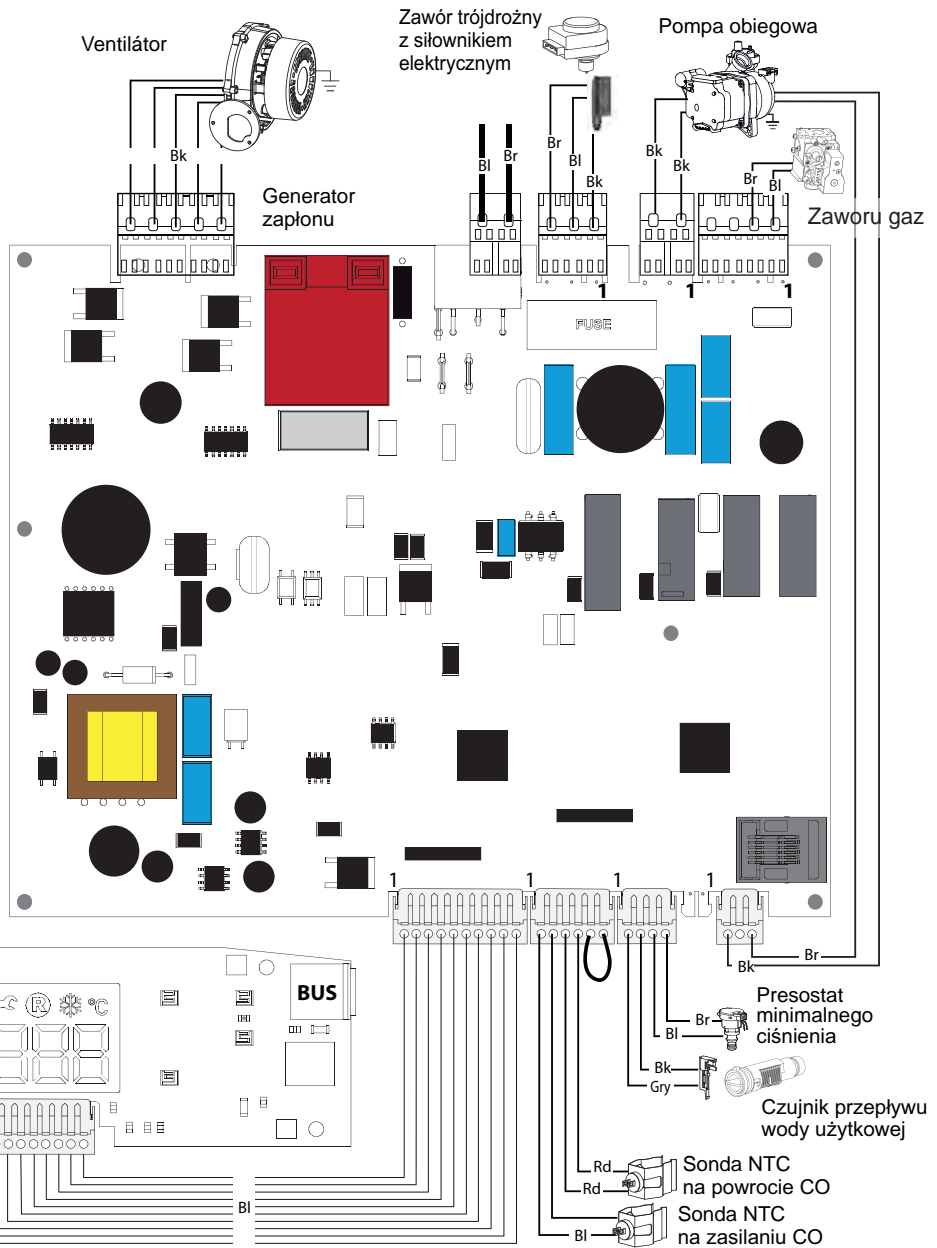 Ventilátor
Zawór trójdrożny
z siłownikiem
elektrycznym
Pompa obiegowa
Bk
Bl
Br
Br
Bl
Bk
Bk
Bk
Br
Bl
Generator
zapłonu
Zaworu gaz
1
1
1
FUSE
1
1
1
1
Br
Bk
R
°C
BUS
Presostat
minimalnego
ciśnienia
Br
Bl
Bk
Gry
Czujnik przepływu
wody użytkowej
Rd
Rd
Sonda NTC
na powrocie CO
Bl
Bl
Sonda NTC
na zasilaniu CO